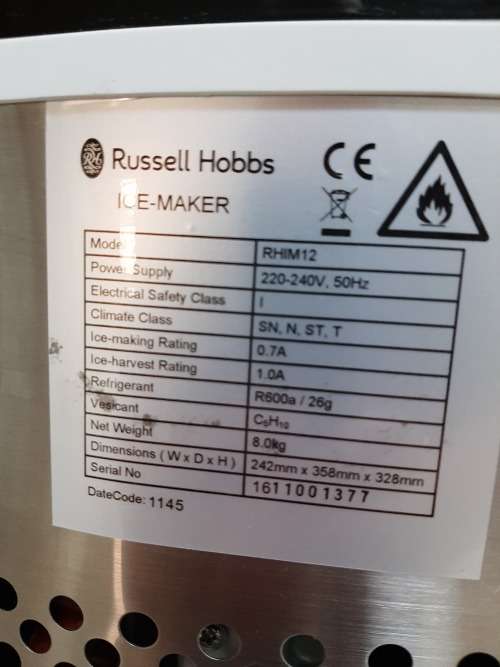 RH Russell Hobbs CE
ICE-MAKER
Model RHIM12
Power Supply 220-240V, 50Hz
Electrical Safety Class I
Climate Class SN, N, ST, T
Ice-making Rating 0.7A
Ice-harvest Rating 1.0A
Refrigerant R600a / 26g
Vesicant C₅H₁₀
Net Weight 8.0kg
Dimensions ( W x D x H ) 242mm x 358mm x 328mm
Serial No 1611001377
DateCode: 1145